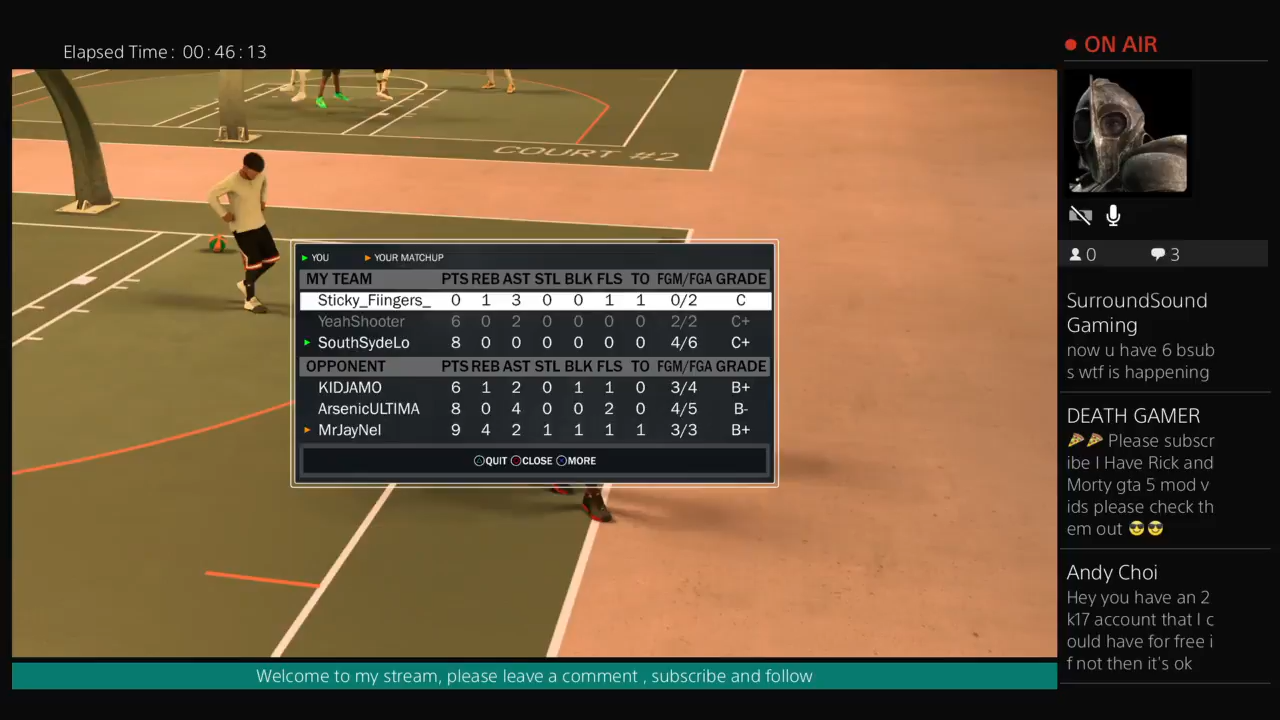 Elapsed Time: 00:46:13
ON AIR
COURT #2
YOU YOUR MATCHUP
MY TEAM PTS REB AST STL BLK FLS TO FGM/FGA GRADE
Sticky_Fiingers_ 0 1 3 0 0 1 1 0/2 C
YeahShooter 6 0 2 0 0 0 0 2/2 C+
SouthSydeLo 8 0 0 0 0 0 0 4/6 C+
OPPONENT PTS REB AST STL BLK FLS TO FGM/FGA GRADE
KIDJAMO 6 1 2 0 1 1 0 3/4 B+
ArsenicULTIMA 8 0 4 0 0 2 0 4/5 B-
MrJayNel 9 4 2 1 1 1 1 3/3 B+
QUIT CLOSE MORE
0 3
SurroundSound
Gaming
now u have 6 bsub
s wtf is happening
DEATH GAMER
🍕🍕 Please subscr
ibe I Have Rick and
Morty gta 5 mod v
ids please check th
em out 😎😎
Andy Choi
Hey you have an 2
k17 account that I c
ould have for free i
f not then it's ok
Welcome to my stream, please leave a comment , subscribe and follow